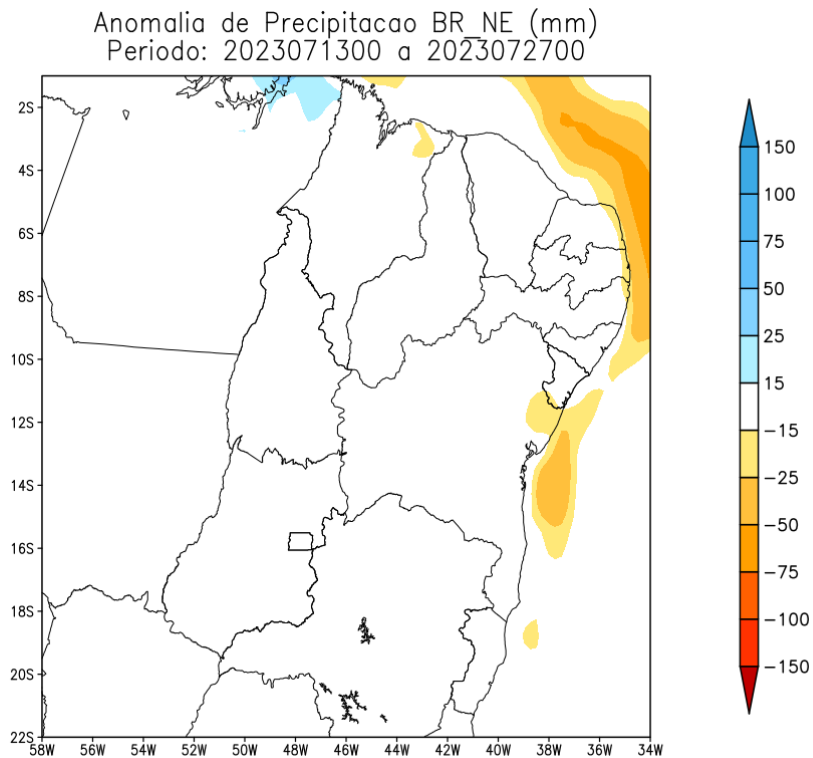 Anomalia de Precipitacao BR_NE (mm)
Periodo: 2023071300 a 2023072700
2S
4S
6S
8S
10S
12S
14S
16S
18S
20S
22S
58W 56W 54W 52W 50W 48W 46W 44W 42W 40W 38W 36W 34W
150
100
75
50
25
15
-15
-25
-50
-75
-100
-150